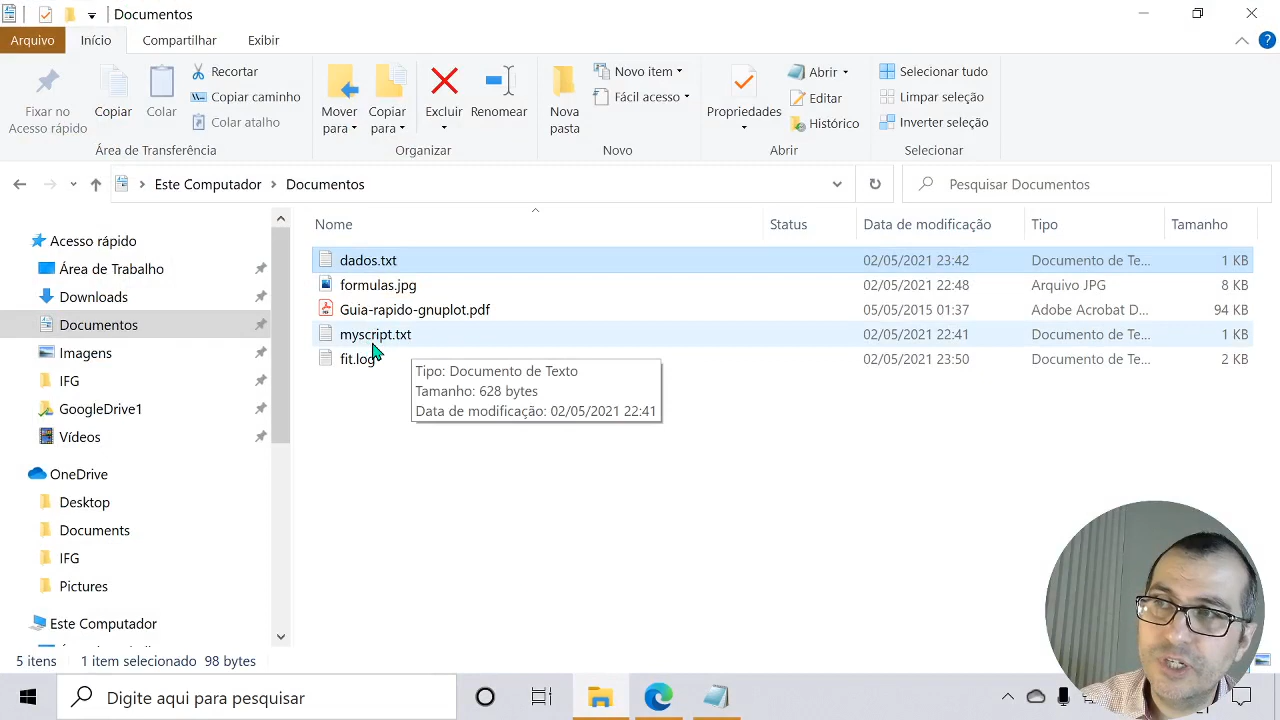 Documentos
Arquivo Início Compartilhar Exibir
Fixar no Acesso rápido
Copiar
Colar
Recortar
Copiar caminho
Colar atalho
Área de Transferência
Mover para
Copiar para
Excluir
Renomear
Organizar
Nova pasta
Novo item
Fácil acesso
Novo
Propriedades
Abrir
Editar
Histórico
Abrir
Selecionar tudo
Limpar seleção
Inverter seleção
Selecionar
Este Computador Documentos
Pesquisar Documentos
Acesso rápido
Área de Trabalho
Downloads
Documentos
Imagens
IFG
GoogleDrive1
Vídeos
OneDrive
Desktop
Documents
IFG
Pictures
Este Computador
Nome Status Data de modificação Tipo Tamanho
dados.txt 02/05/2021 23:42 Documento de Te... 1 KB
formulas.jpg 02/05/2021 22:48 Arquivo JPG 8 KB
Guia-rapido-gnuplot.pdf 05/05/2015 01:37 Adobe Acrobat D... 94 KB
myscript.txt 02/05/2021 22:41 Documento de Te... 1 KB
fit.log 02/05/2021 23:50 Documento de Te... 2 KB
Tipo: Documento de Texto
Tamanho: 628 bytes
Data de modificação: 02/05/2021 22:41
5 itens 1 item selecionado 98 bytes
Digite aqui para pesquisar